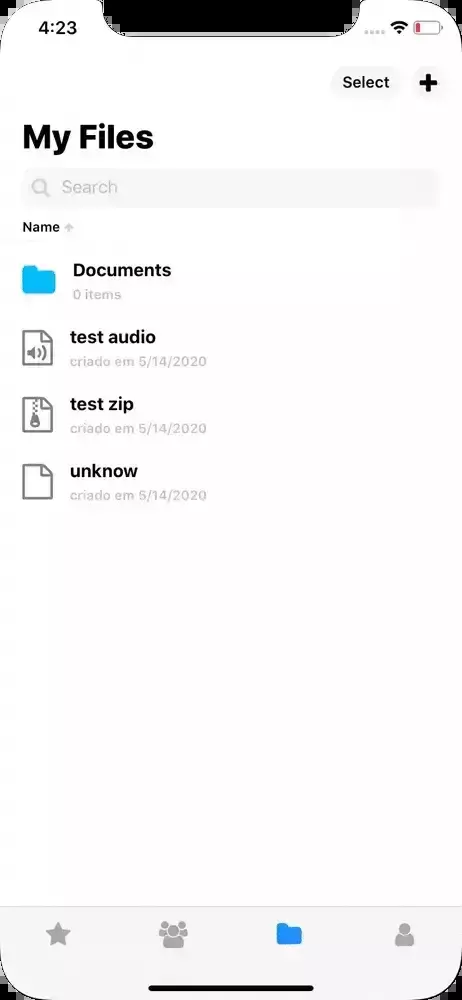 4:23
Select
My Files
Search
Name
Documents
0 items
test audio
criado em 5/14/2020
test zip
criado em 5/14/2020
unknow
criado em 5/14/2020